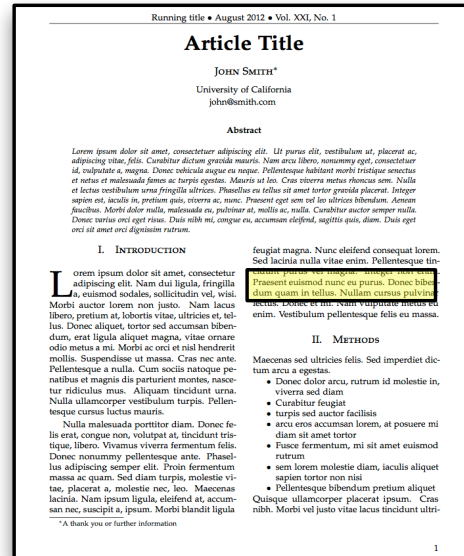 Running title • August 2012 • Vol. XXI, No. 1
Article Title
John Smith*
University of California
john@smith.com
Abstract
Lorem ipsum dolor sit amet, consectetuer adipiscing elit. Ut purus elit, vestibulum ut, placerat ac,
adipiscing vitae, felis. Curabitur dictum gravida mauris. Nam arcu libero, nonummy eget, consectetuer
id, vulputate a, magna. Donec vehicula augue eu neque. Pellentesque habitant morbi tristique senectus
et netus et malesuada fames ac turpis egestas. Mauris ut leo. Cras viverra metus rhoncus sem. Nulla
et lectus vestibulum urna fringilla ultrices. Phasellus eu tellus sit amet tortor gravida placerat. Integer
sapien est, iaculis in, pretium quis, viverra ac, nunc. Praesent eget sem vel leo ultrices bibendum. Aenean
faucibus. Morbi dolor nulla, malesuada eu, pulvinar at, mollis ac, nulla. Curabitur auctor semper nulla.
Donec varius orci eget risus. Duis nibh mi, congue eu, accumsan eleifend, sagittis quis, diam. Duis eget
orci sit amet orci dignissim rutrum.
I. Introduction
Lorem ipsum dolor sit amet, consectetur
adipiscing elit. Nam dui ligula, fringilla
a, euismod sodales, sollicitudin vel, wisi.
Morbi auctor lorem non justo. Nam lacus
libero, pretium at, lobortis vitae, ultricies et, tel-
lus. Donec aliquet, tortor sed accumsan biben-
dum, erat ligula aliquet magna, vitae ornare
odio metus a mi. Morbi ac orci et nisl hendrerit
mollis. Suspendisse ut massa. Cras nec ante.
Pellentesque a nulla. Cum sociis natoque pe-
natibus et magnis dis parturient montes, nasce-
tur ridiculus mus. Aliquam tincidunt urna.
Nulla ullamcorper vestibulum turpis. Pellen-
tesque cursus luctus mauris.
Nulla malesuada porttitor diam. Donec fe-
lis erat, congue non, volutpat at, tincidunt tris-
tique, libero. Vivamus viverra fermentum felis.
Donec nonummy pellentesque ante. Phasel-
lus adipiscing semper elit. Proin fermentum
massa ac quam. Sed diam turpis, molestie vi-
tae, placerat a, molestie nec, leo. Maecenas
lacinia. Nam ipsum ligula, eleifend at, accum-
san nec, suscipit a, ipsum. Morbi blandit ligula
*A thank you or further information
feugiat magna. Nunc eleifend consequat lorem.
Sed lacinia nulla vitae enim. Pellentesque tin-
cidunt purus vel magna. Integer non enim.
Praesent euismod nunc eu purus. Donec biben-
dum quam in tellus. Nullam cursus pulvinar
lectus. Donec et mi. Nam vulputate metus eu
enim. Vestibulum pellentesque felis eu massa.
II. Methods
Maecenas sed ultricies felis. Sed imperdiet dic-
tum arcu a egestas.
• Donec dolor arcu, rutrum id molestie in,
viverra sed diam
• Curabitur feugiat
• turpis sed auctor facilisis
• arcu eros accumsan lorem, at posuere mi
diam sit amet tortor
• Fusce fermentum, mi sit amet euismod
rutrum
• sem lorem molestie diam, iaculis aliquet
sapien tortor non nisi
• Pellentesque bibendum pretium aliquet
Quisque ullamcorper placerat ipsum. Cras
nibh. Morbi vel justo vitae lacus tincidunt ultri-
1